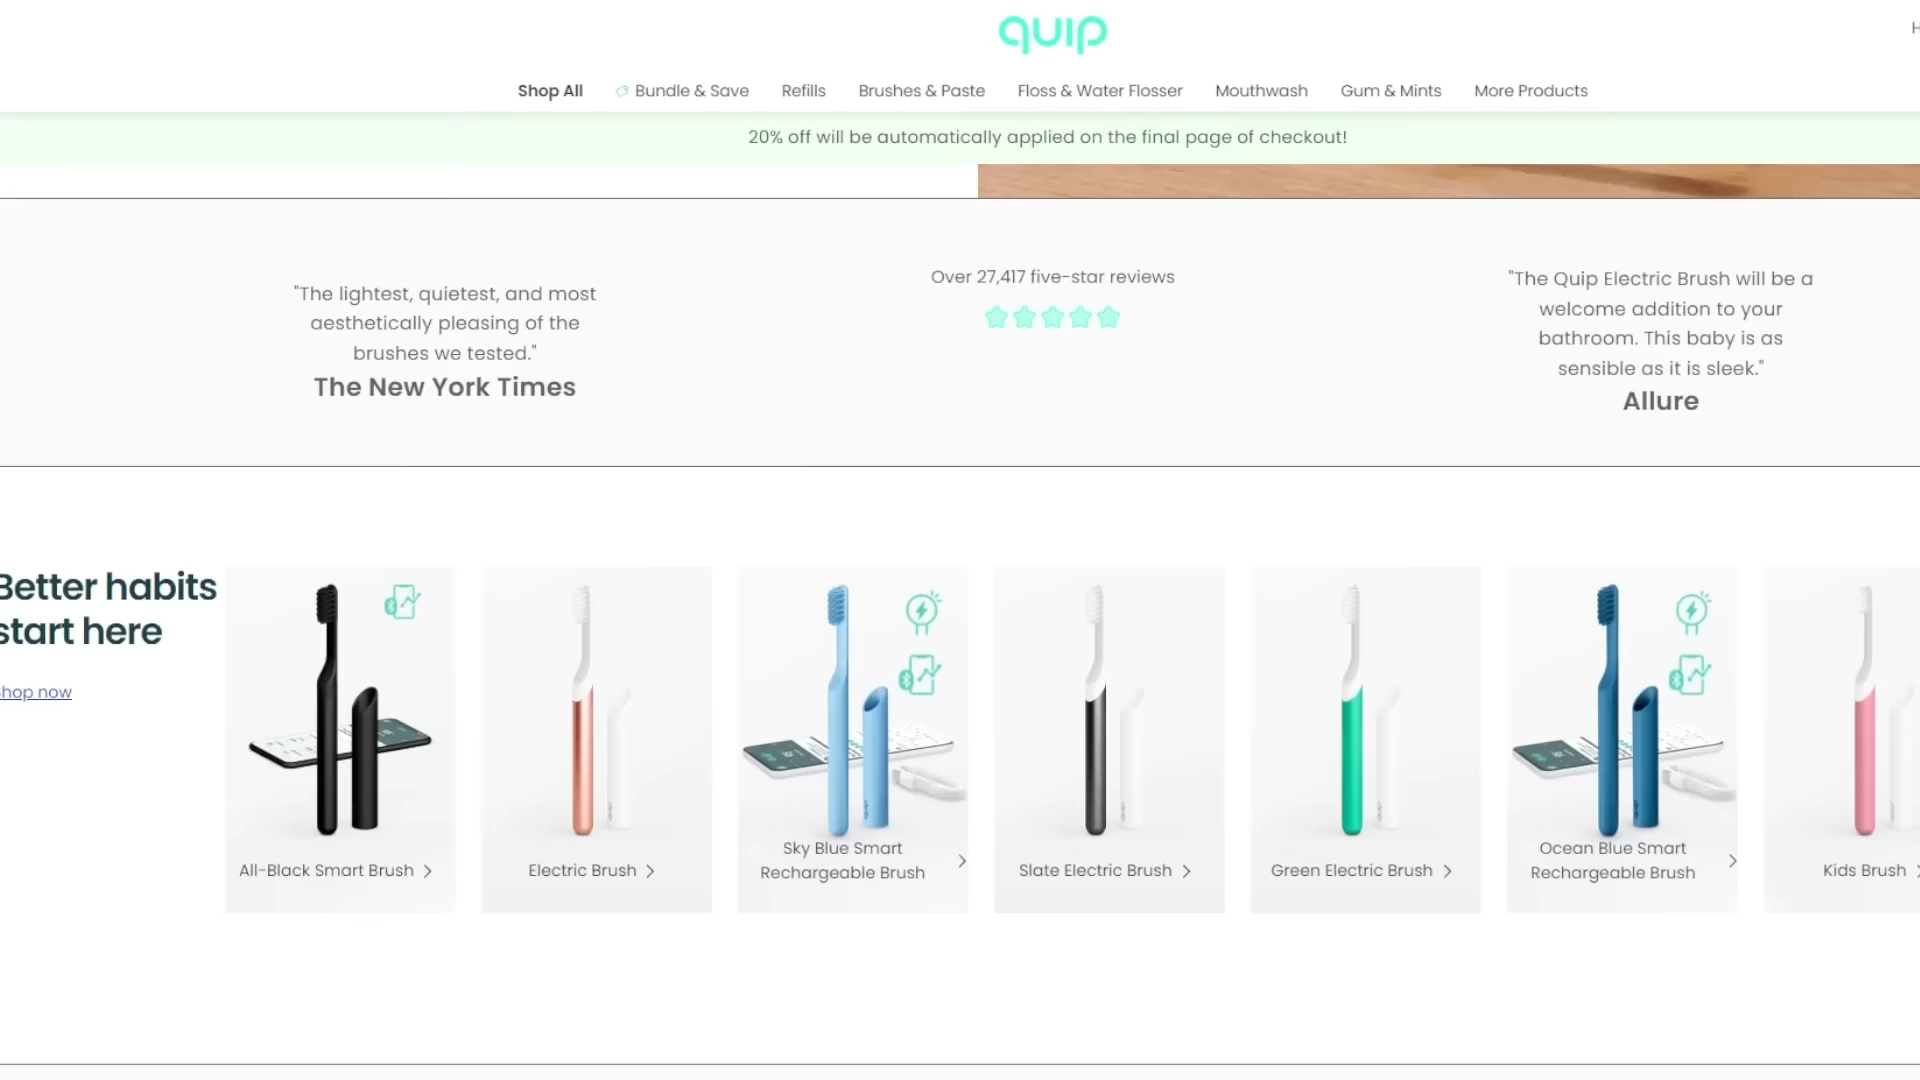 quip
Shop All Bundle & Save Refills Brushes & Paste Floss & Water Flosser Mouthwash Gum & Mints More Products
20% off will be automatically applied on the final page of checkout!
"The lightest, quietest, and most
aesthetically pleasing of the
brushes we tested."
The New York Times
Over 27,417 five-star reviews
"The Quip Electric Brush will be a
welcome addition to your
bathroom. This baby is as
sensible as it is sleek."
Allure
Better habits
start here
hop now
All-Black Smart Brush
Electric Brush
Sky Blue Smart
Rechargeable Brush
Slate Electric Brush
Green Electric Brush
Ocean Blue Smart
Rechargeable Brush
Kids Brush